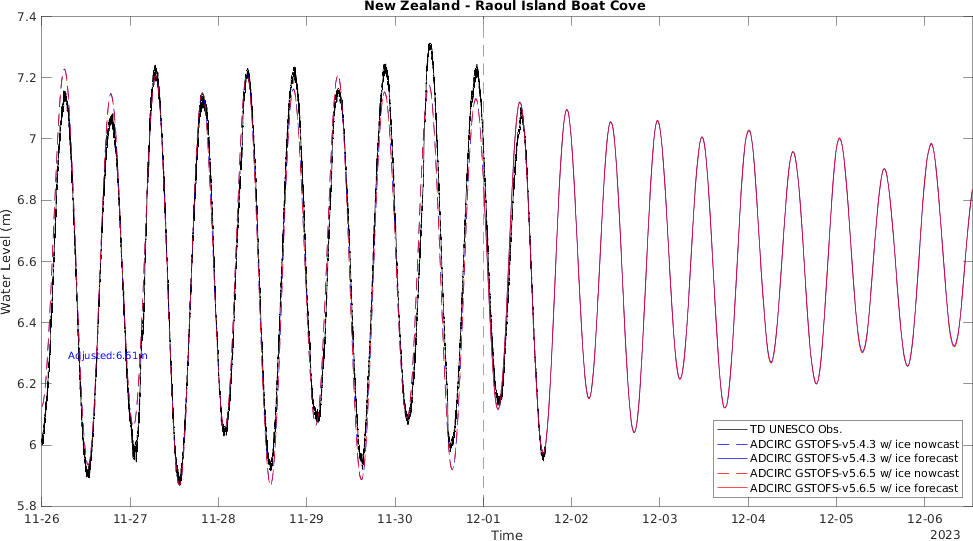 New Zealand - Raoul Island Boat Cove
7.4
7.2
7
6.8
6.6
6.4
6.2
6
5.8
Water Level (m)
Adjusted:6.61m
TD UNESCO Obs.
ADCIRC GSTOFS-v5.4.3 w/ ice nowcast
ADCIRC GSTOFS-v5.4.3 w/ ice forecast
ADCIRC GSTOFS-v5.6.5 w/ ice nowcast
ADCIRC GSTOFS-v5.6.5 w/ ice forecast
11-26 11-27 11-28 11-29 11-30 12-01 12-02 12-03 12-04 12-05 12-06
Time
2023